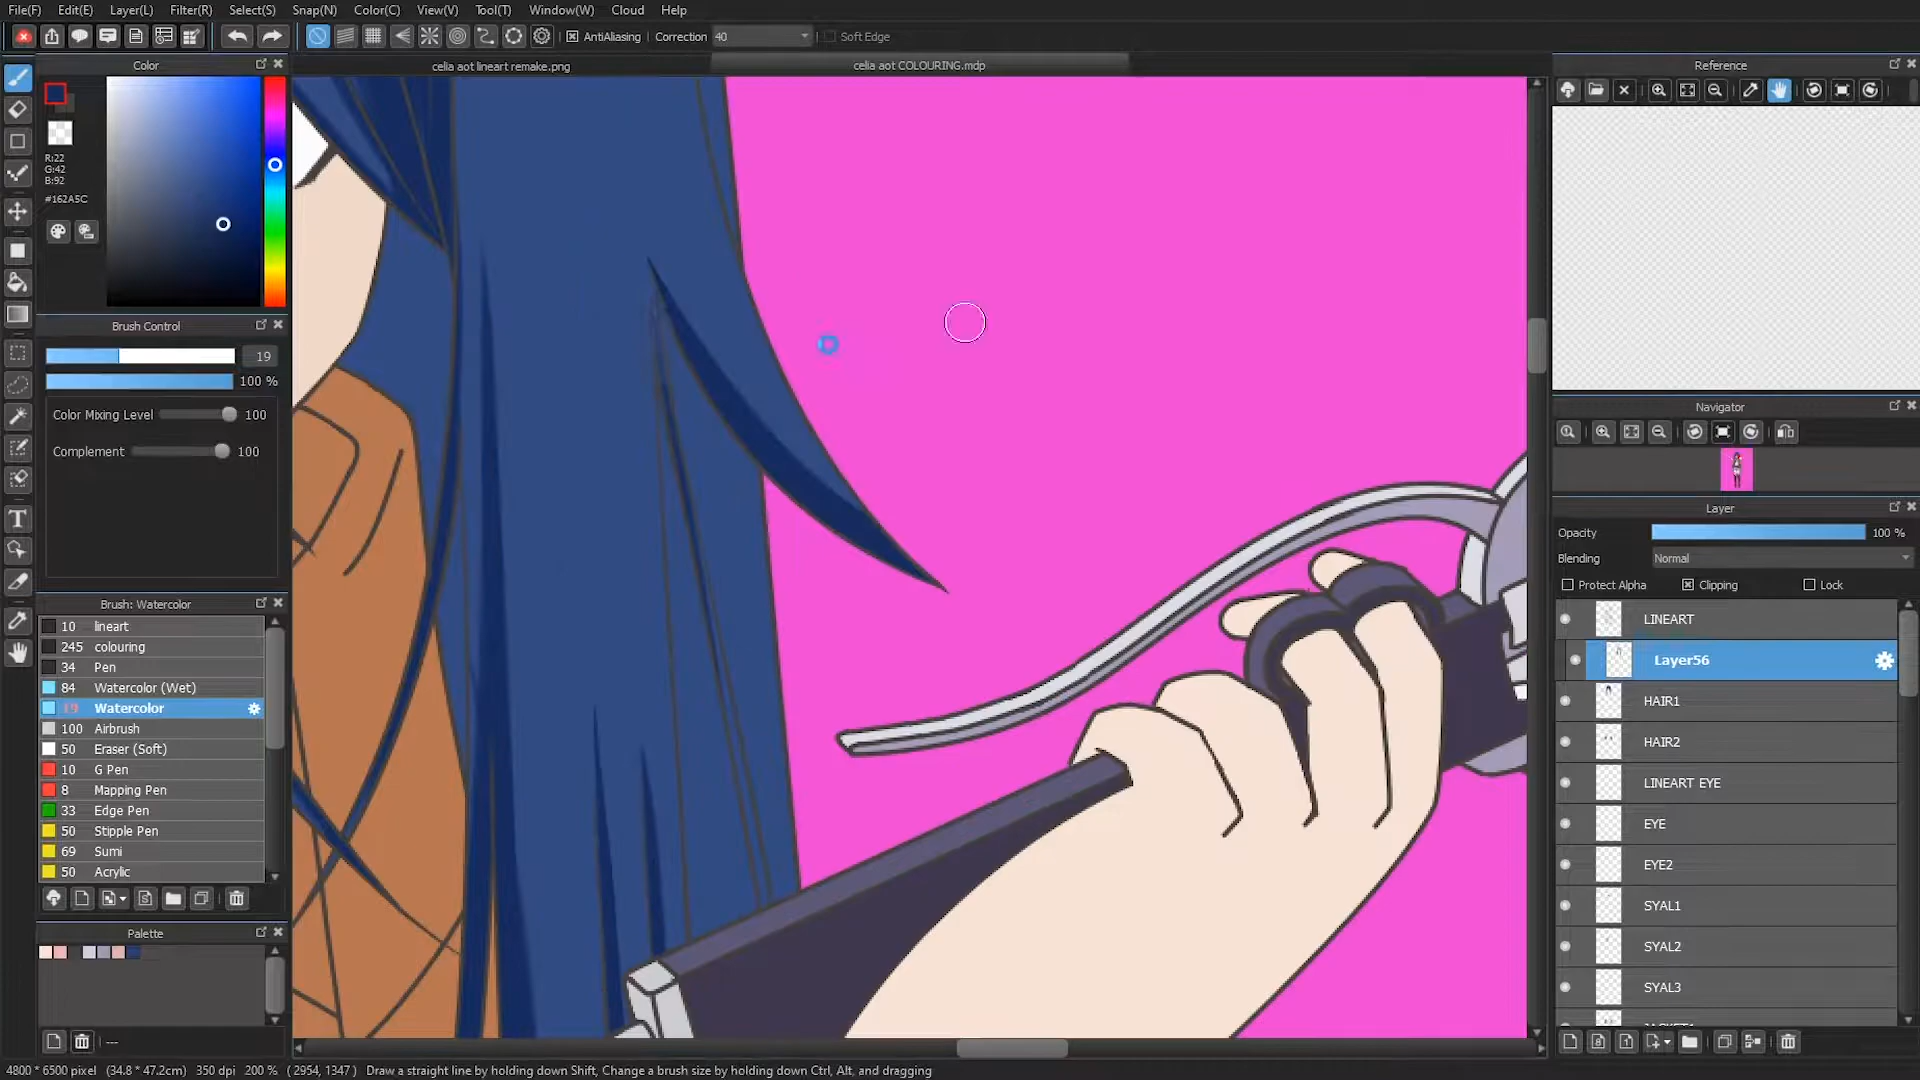 File(F) Edit(E) Layer(L) Filter(R) Select(S) Snap(N) Color(C) View(V) Tool(T) Window(W) Cloud Help
AntiAliasing Correction 40 Soft Edge
Color
celia aot lineart remake.png
celia aot COLOURING.mdp
Reference
R:22
G:42
B:92
#162A5C
Brush Control
19
100 %
Color Mixing Level 100
Complement 100
Brush: Watercolor
10 lineart
245 colouring
34 Pen
84 Watercolor (Wet)
19 Watercolor
100 Airbrush
50 Eraser (Soft)
10 G Pen
8 Mapping Pen
33 Edge Pen
50 Stipple Pen
69 Sumi
50 Acrylic
Palette
---
Navigator
Layer
Opacity 100 %
Blending Normal
Protect Alpha Clipping Lock
LINEART
Layer56
HAIR1
HAIR2
LINEART EYE
EYE
EYE2
SYAL1
SYAL2
SYAL3
JACKET1
4800 * 6500 pixel (34.8 * 47.2cm) 350 dpi 200 % ( 2954, 1347 ) Draw a straight line by holding down Shift, Change a brush size by holding down Ctrl, Alt, and dragging